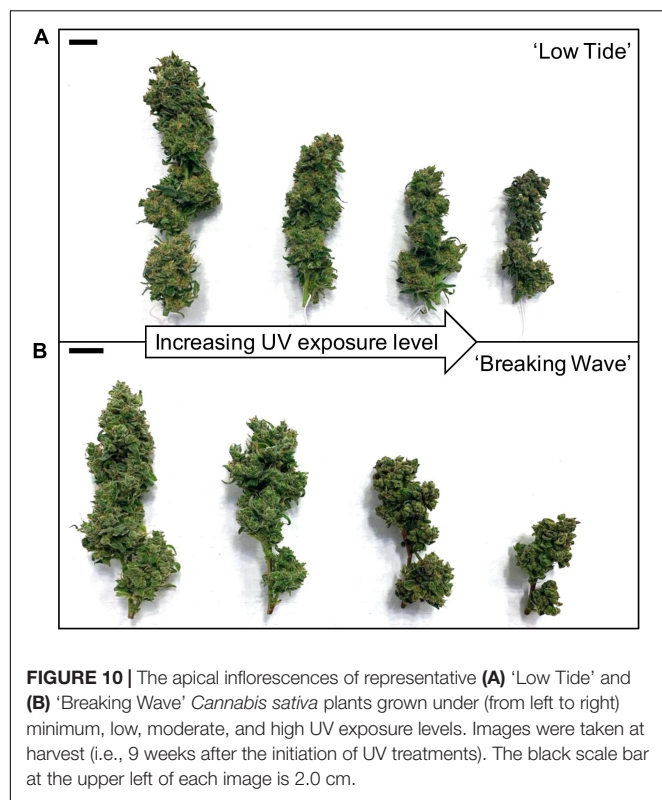 A
'Low Tide'
Increasing UV exposure level
B
'Breaking Wave'
FIGURE 10 | The apical inflorescences of representative (A) 'Low Tide' and
(B) 'Breaking Wave' Cannabis sativa plants grown under (from left to right)
minimum, low, moderate, and high UV exposure levels. Images were taken at
harvest (i.e., 9 weeks after the initiation of UV treatments). The black scale bar
at the upper left of each image is 2.0 cm.